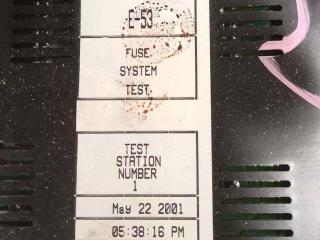 E-53
FUSE
SYSTEM
TEST
TEST
STATION
NUMBER
1
May 22 2001
05:38:16 PM